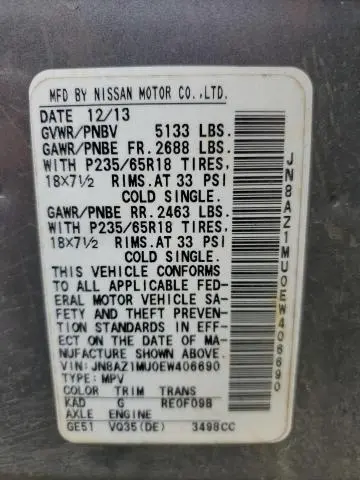 MFD BY NISSAN MOTOR CO.,LTD.
DATE 12/13
GVWR/PNBV 5133 LBS.
GAWR/PNBE FR. 2688 LBS.
WITH P235/65R18 TIRES,
18×7½ RIMS.AT 33 PSI
COLD SINGLE.
GAWR/PNBE RR. 2463 LBS.
WITH P235/65R18 TIRES,
18×7½ RIMS.AT 33 PSI
COLD SINGLE.
THIS VEHICLE CONFORMS
TO ALL APPLICABLE FED-
ERAL MOTOR VEHICLE SA-
FETY AND THEFT PREVEN-
TION STANDARDS IN EFF-
ECT ON THE DATE OF MA-
NUFACTURE SHOWN ABOVE.
VIN: JN8AZ1MU0EW406690
TYPE: MPV
COLOR TRIM TRANS
KAD G RE0F09B
AXLE ENGINE
GE51 VQ35(DE) 3498CC
JN8AZ1MU0EW406690